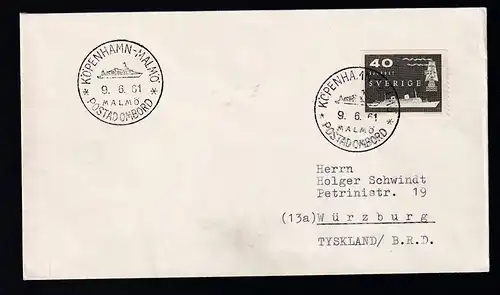 KÖPENHAMN-MALMÖ
9. 6. 61
MALMÖ
* POSTAD OMBORD *
KÖPENHA
9. 6. 61
MALMÖ
* POSTAD OMBORD *
40
SVERIGE
Herrn
Holger Schwindt
Petrinistr. 19
(13a) Würzburg
TYSKLAND/ B.R.D.